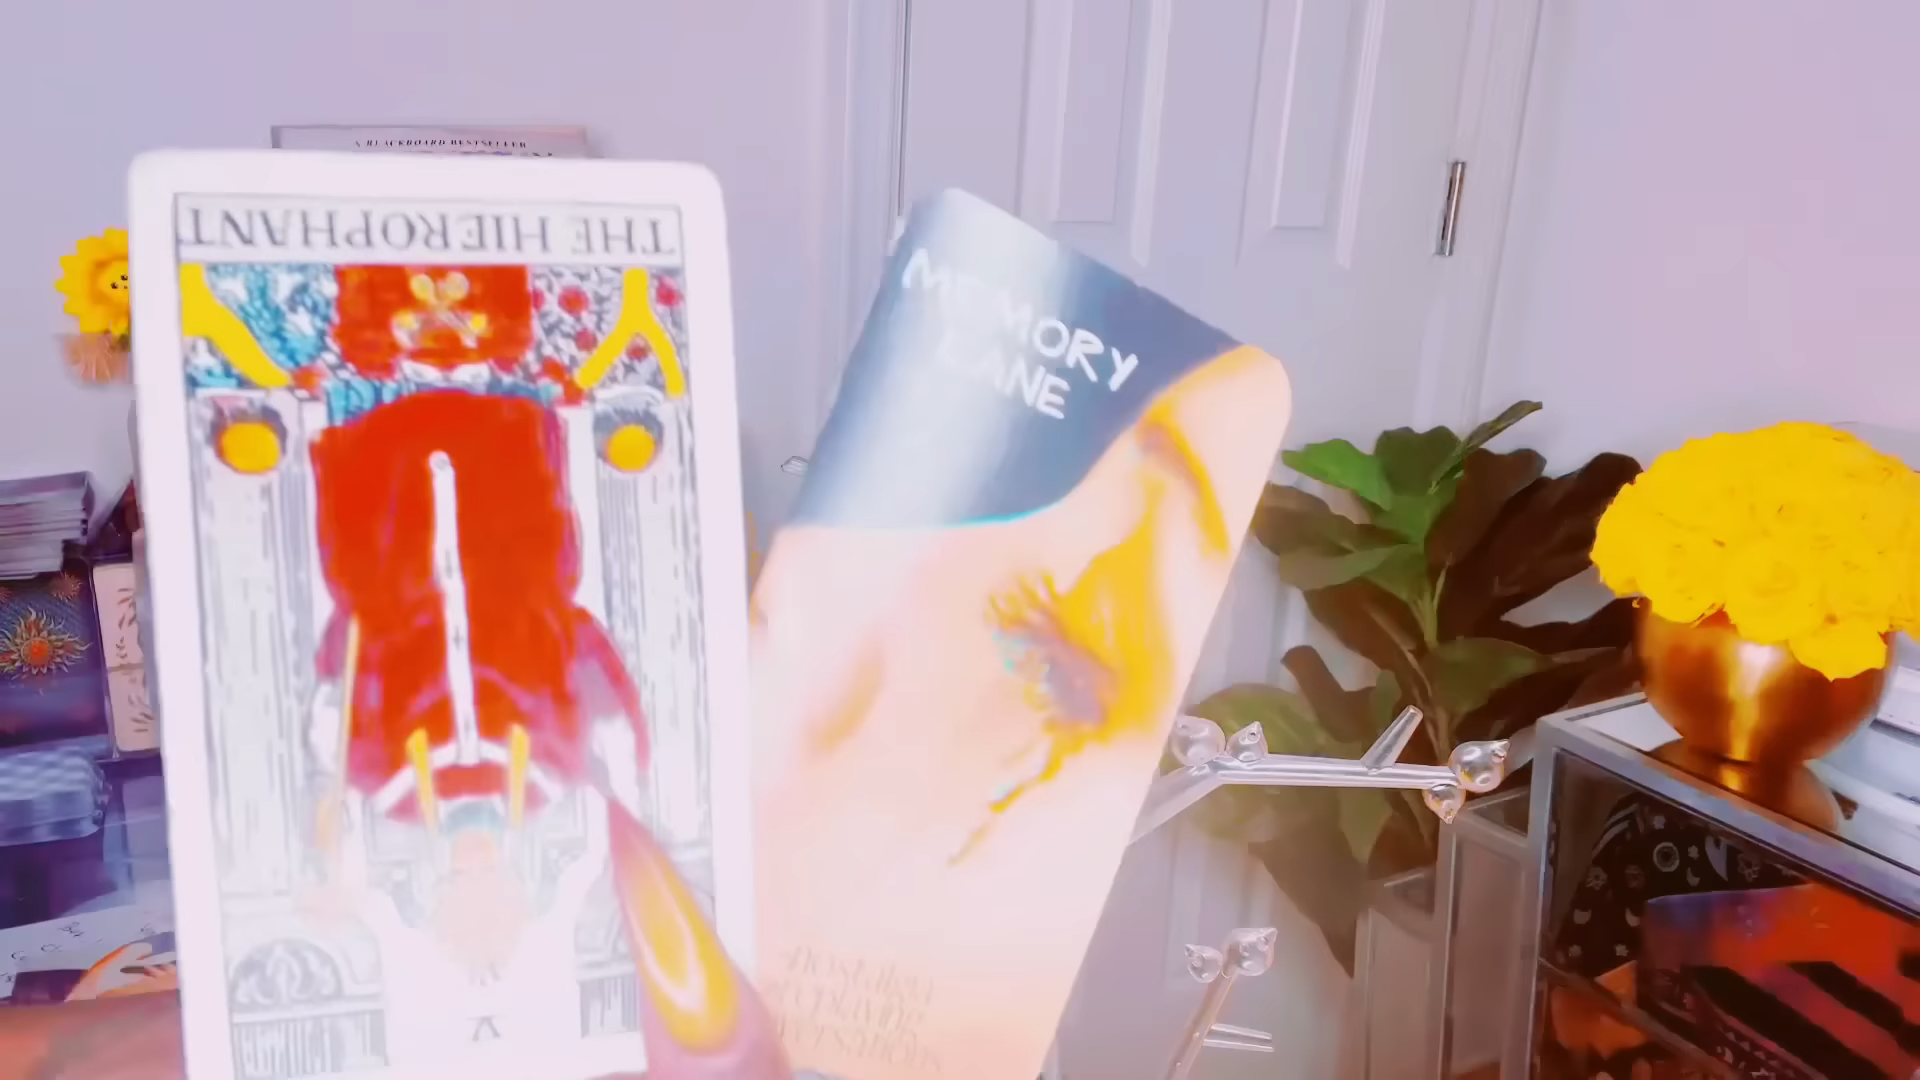 A BLACKBOARD BESTSELLER
THE HIEROPHANT
MEMORY
LANE
V